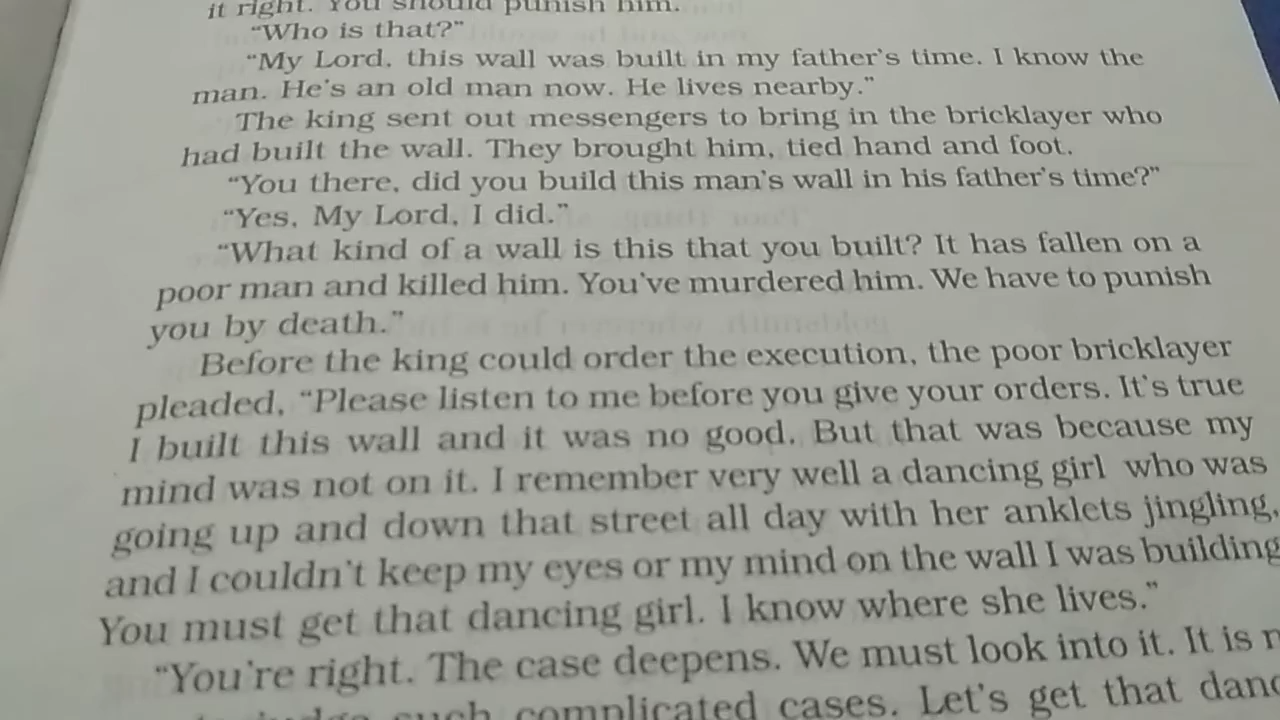 it right. You should punish him.
"Who is that?"
"My Lord, this wall was built in my father's time. I know the
man. He's an old man now. He lives nearby."
The king sent out messengers to bring in the bricklayer who
had built the wall. They brought him, tied hand and foot.
"You there, did you build this man's wall in his father's time?"
"Yes, My Lord, I did."
"What kind of a wall is this that you built? It has fallen on a
poor man and killed him. You've murdered him. We have to punish
you by death."
Before the king could order the execution, the poor bricklayer
pleaded, "Please listen to me before you give your orders. It's true
I built this wall and it was no good. But that was because my
mind was not on it. I remember very well a dancing girl who was
going up and down that street all day with her anklets jingling,
and I couldn't keep my eyes or my mind on the wall I was building
You must get that dancing girl. I know where she lives."
"You're right. The case deepens. We must look into it. It is
such complicated cases. Let's get that